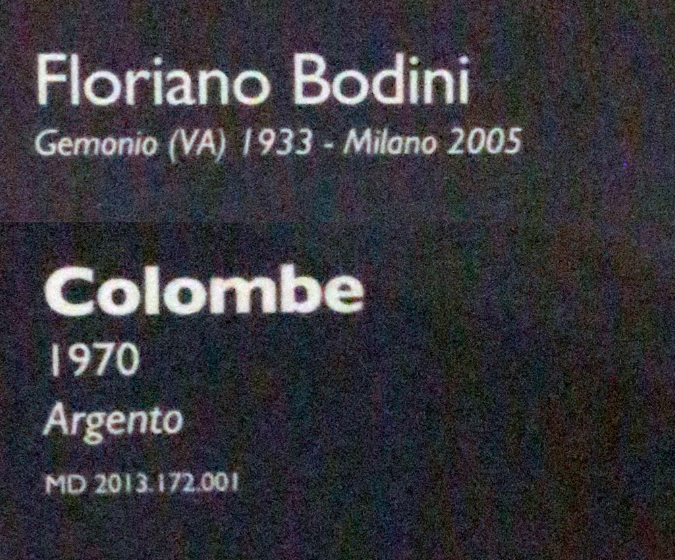 Floriano Bodini
Gemonio (VA) 1933 - Milano 2005
Colombe
1970
Argento
MD 2013.172.001